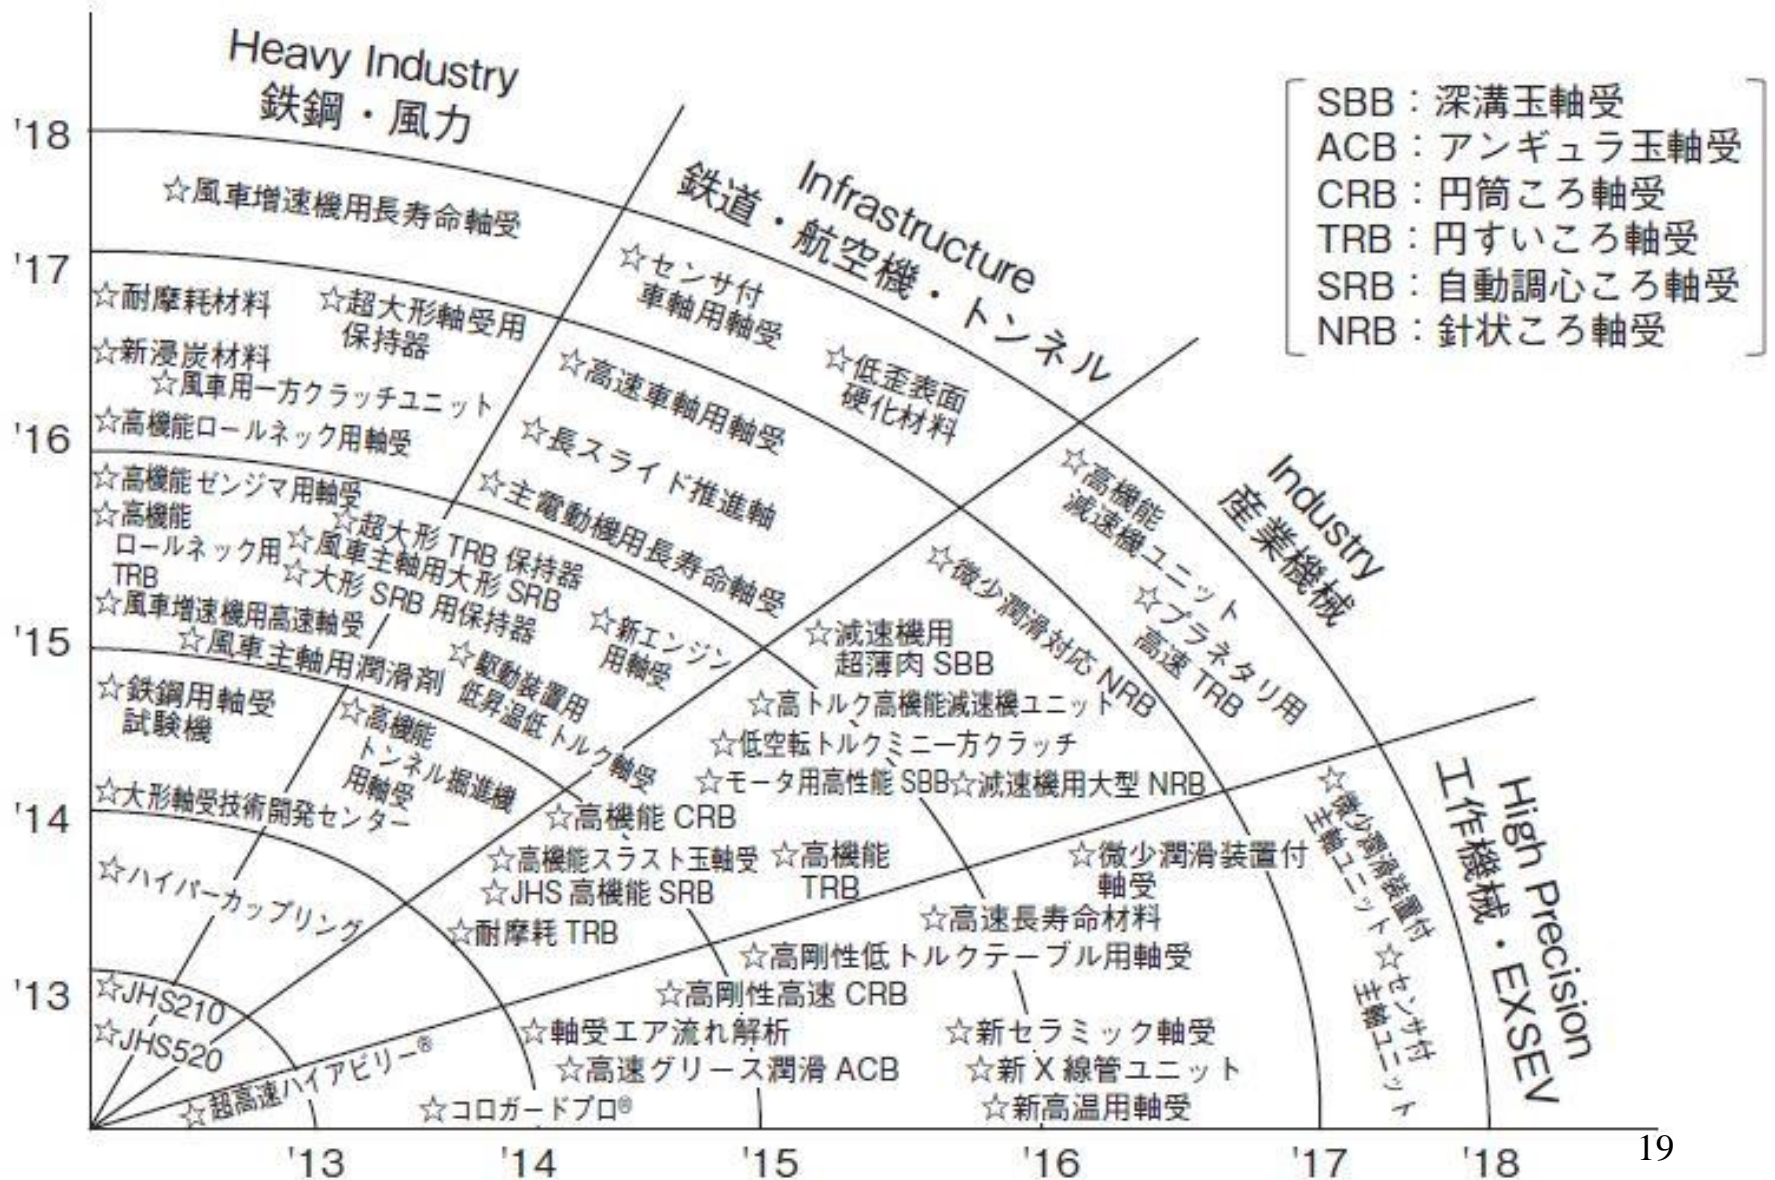 Heavy Industry
鉄鋼・風力
Infrastructure
鉄道・航空機・トンネル
Industry
産業機械
High Precision
工作機械・EXSEV
SBB：深溝玉軸受
ACB：アンギュラ玉軸受
CRB：円筒ころ軸受
TRB：円すいころ軸受
SRB：自動調心ころ軸受
NRB：針状ころ軸受
'18
'17
'16
'15
'14
'13
☆風車増速機用長寿命軸受
☆耐摩耗材料
☆超大形軸受用
保持器
☆新浸炭材料
☆風車用一方クラッチユニット
☆高機能ロールネック用軸受
☆高機能ゼンジマ用軸受
☆高機能
ロールネック用
TRB
☆超大形 TRB 保持器
☆風車主軸用大形 SRB
☆大形 SRB 用保持器
☆風車増速機用高速軸受
☆風車主軸用潤滑剤
☆鉄鋼用軸受
試験機
☆大形軸受技術開発センター
☆ハイパーカップリング
☆JHS210
☆JHS520
☆センサ付
車軸用軸受
☆低歪表面
硬化材料
☆高速車軸用軸受
☆長スライド推進軸
☆主電動機用長寿命軸受
☆新エンジン
用軸受
☆駆動装置用
低昇温低トルク軸受
☆高機能
トンネル掘進機
用軸受
☆高機能
減速機ユニット
☆プラネタリ用
高速 TRB
☆微少潤滑対応 NRB
☆減速機用
超薄肉 SBB
☆高トルク高機能減速機ユニット
☆低空転トルクミニ一方クラッチ
☆モータ用高性能 SBB
☆減速機用大型 NRB
☆高機能 CRB
☆高機能スラスト玉軸受
☆高機能
TRB
☆JHS 高機能 SRB
☆耐摩耗 TRB
☆微少潤滑装置付
主軸ユニット
☆センサ付
主軸ユニット
☆微少潤滑装置付
軸受
☆高速長寿命材料
☆高剛性低トルクテーブル用軸受
☆高剛性高速 CRB
☆軸受エア流れ解析
☆新セラミック軸受
☆高速グリース潤滑 ACB
☆新 X 線管ユニット
☆超高速ハイアビリー®
☆コロガードプロ®
☆新高温用軸受
'13
'14
'15
'16
'17
'18
19